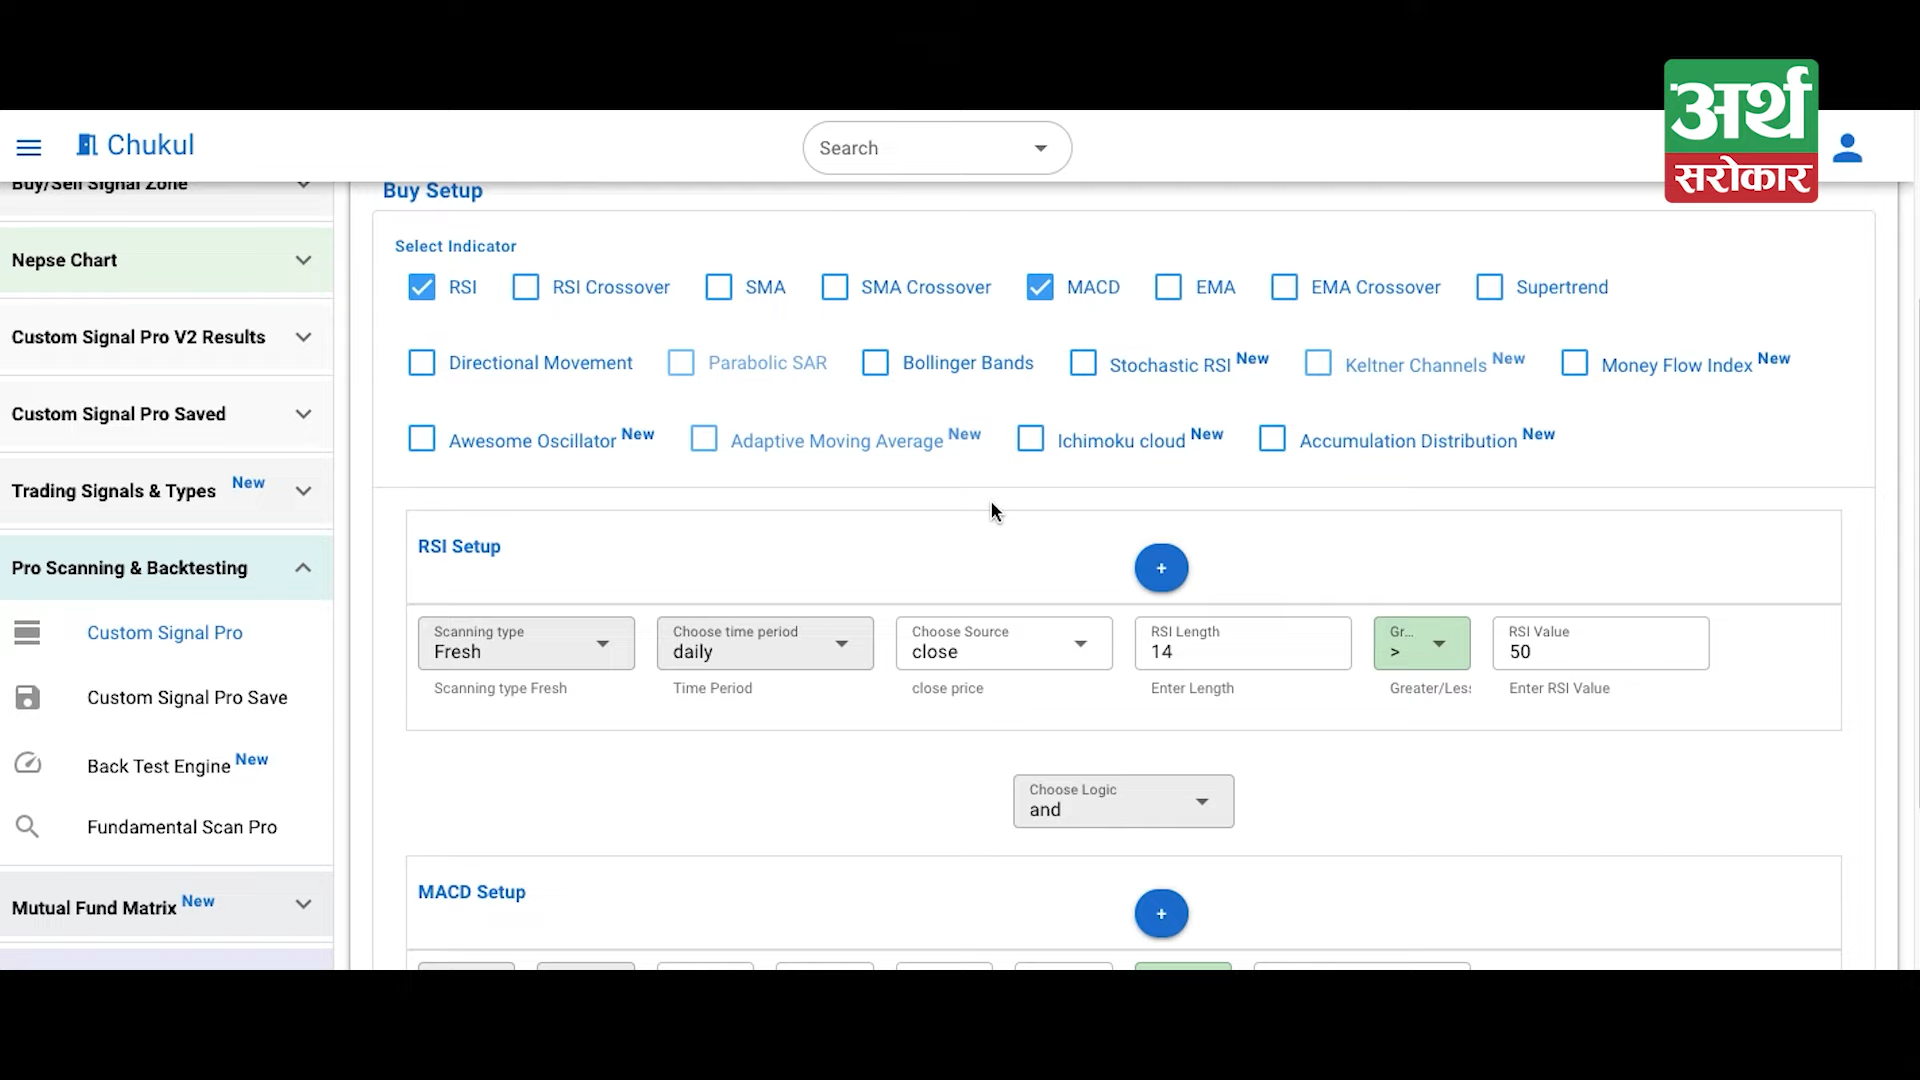 अर्थ
सरोकार
Chukul
Search
Buy/Sell Signal Zone
Nepse Chart
Custom Signal Pro V2 Results
Custom Signal Pro Saved
Trading Signals & Types New
Pro Scanning & Backtesting
Custom Signal Pro
Custom Signal Pro Save
Back Test Engine New
Fundamental Scan Pro
Mutual Fund Matrix New
Buy Setup
Select Indicator
RSI RSI Crossover SMA SMA Crossover MACD EMA EMA Crossover Supertrend
Directional Movement Parabolic SAR Bollinger Bands Stochastic RSI New Keltner Channels New Money Flow Index New
Awesome Oscillator New Adaptive Moving Average New Ichimoku cloud New Accumulation Distribution New
RSI Setup
+
Scanning type Choose time period Choose Source RSI Length Gr... RSI Value
Fresh daily close 14 > 50
Scanning type Fresh Time Period close price Enter Length Greater/Less Enter RSI Value
Choose Logic
and
MACD Setup
+